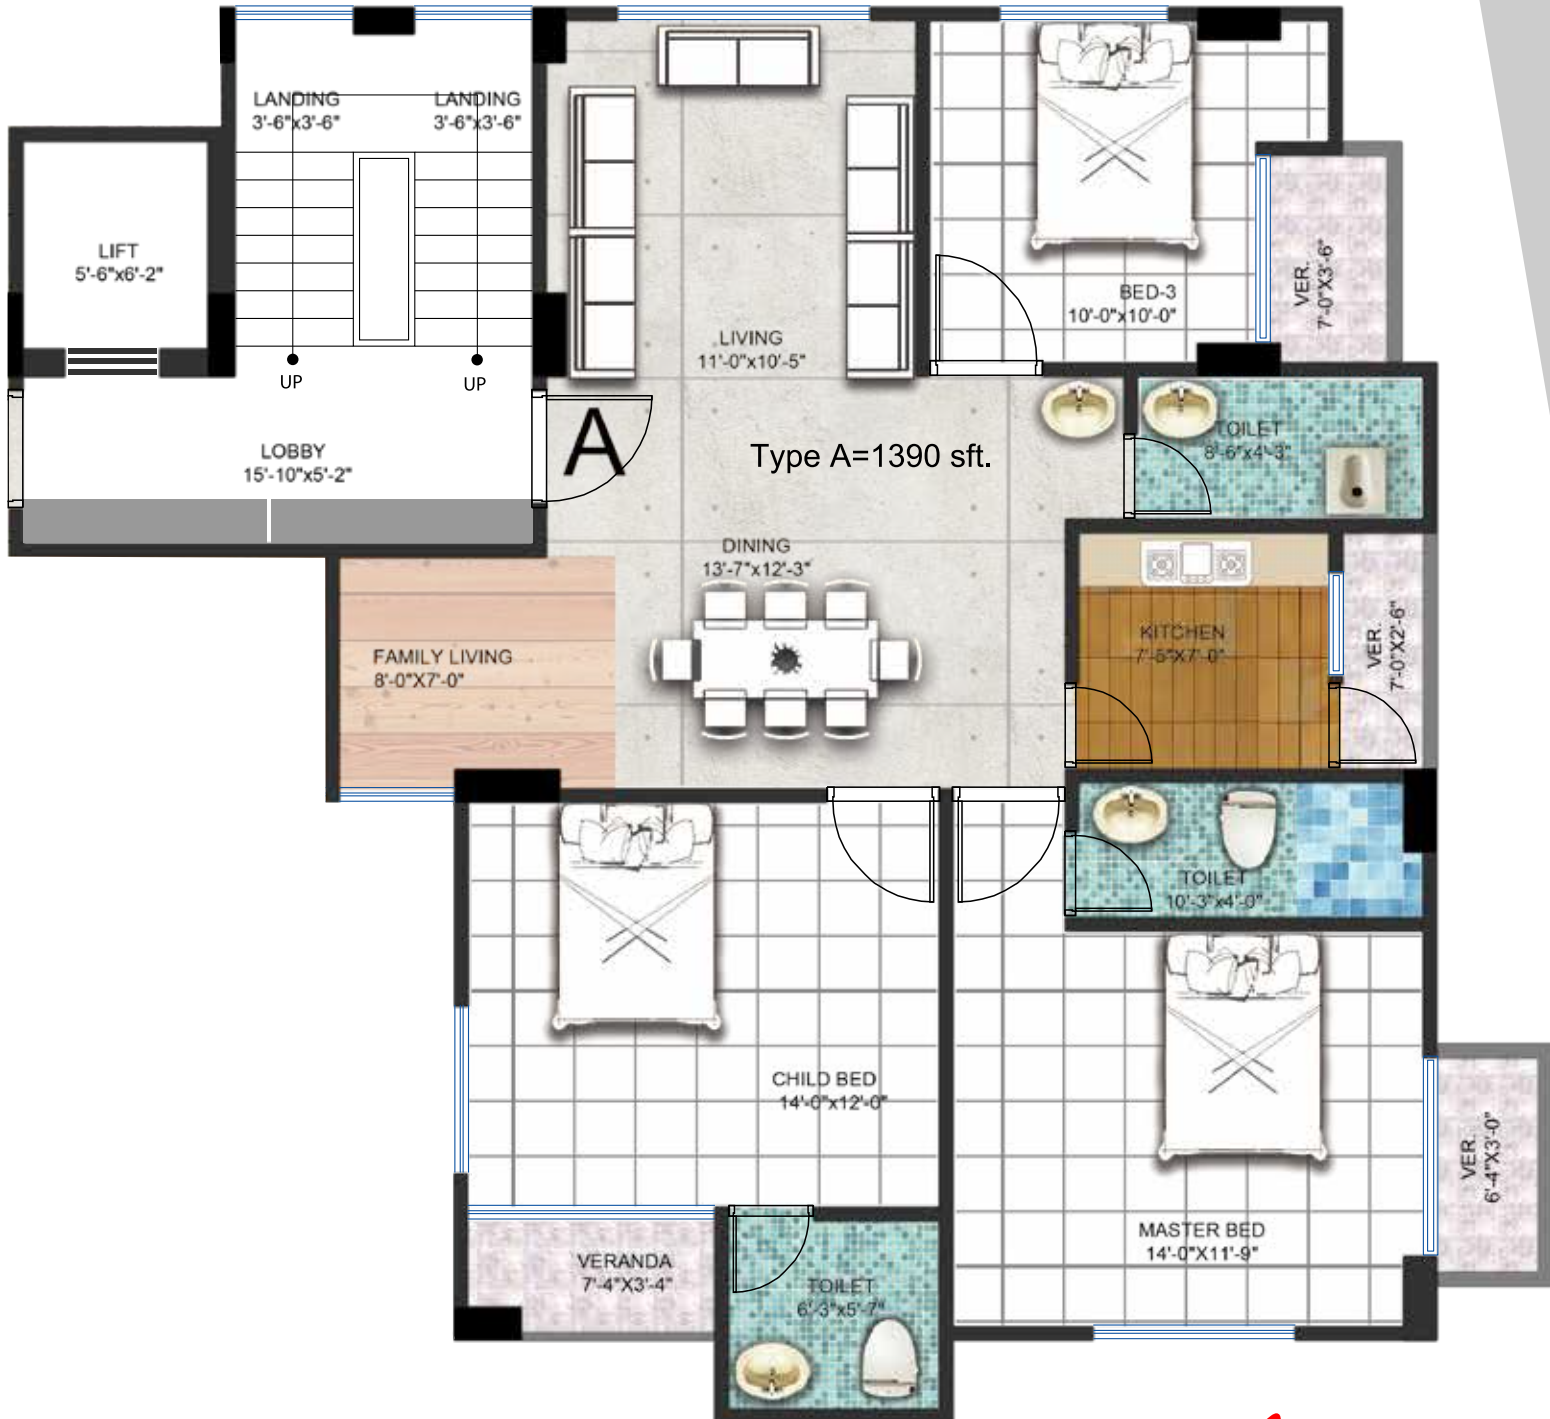 LANDING
3'-6"x3'-6"
LANDING
3'-6"x3'-6"
LIFT
5'-6"x6'-2"
UP
UP
LOBBY
15'-10"x5'-2"
A
LIVING
11'-0"x10'-5"
Type A=1390 sft.
BED-3
10'-0"x10'-0"
VER.
7'-0"X3'-6"
TOILET
8'-6"x4'-3"
DINING
13'-7"x12'-3"
FAMILY LIVING
8'-0"X7'-0"
KITCHEN
7'-5"X7'-0"
VER.
7'-0"X2'-6"
TOILET
10'-3"x4'-0"
CHILD BED
14'-0"x12'-0"
MASTER BED
14'-0"X11'-9"
VER.
6'-4"X3'-0"
VERANDA
7'-4"X3'-4"
TOILET
6'-3"x5'-7"